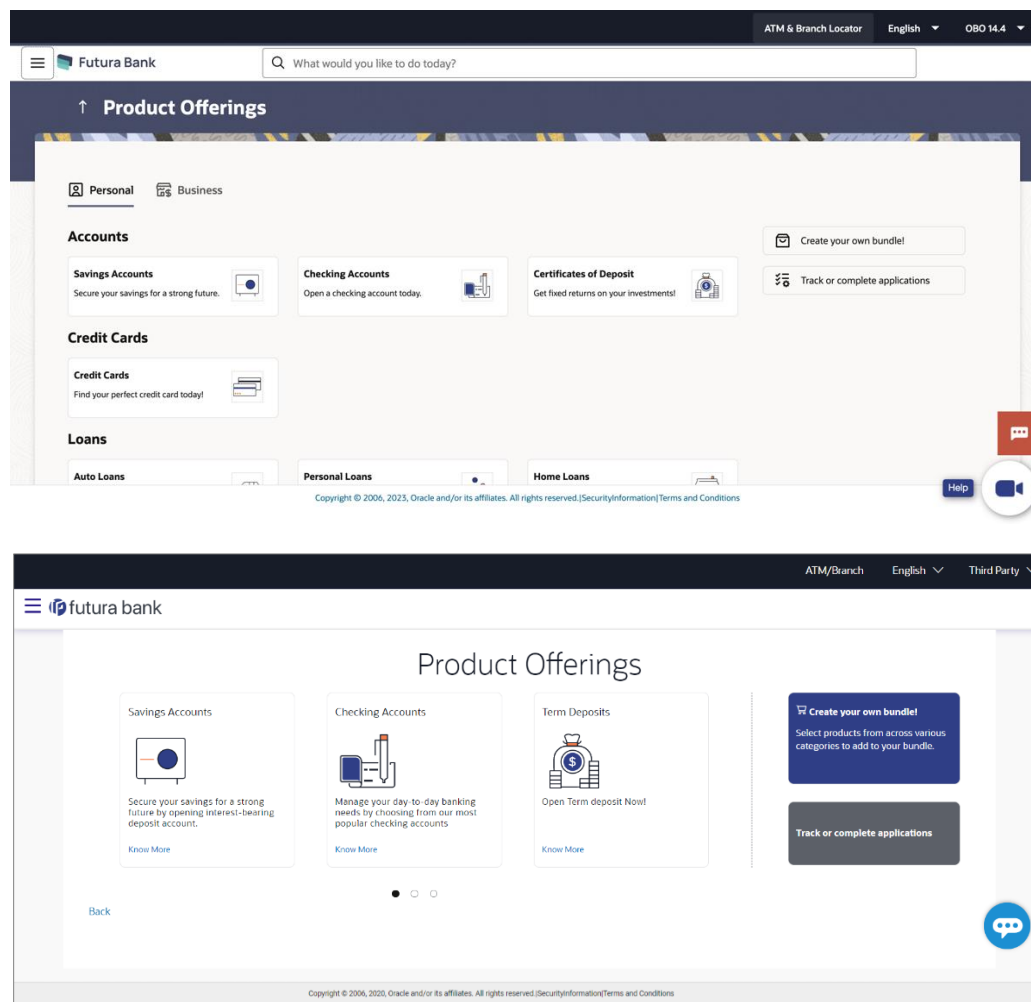 ATM & Branch Locator English OBO 14.4
Futura Bank What would you like to do today?
↑ Product Offerings
Personal Business
Accounts
Create your own bundle!
Savings Accounts Checking Accounts Certificates of Deposit
Secure your savings for a strong future. Open a checking account today. Get fixed returns on your investments!
Track or complete applications
Credit Cards
Credit Cards
Find your perfect credit card today!
Loans
Auto Loans Personal Loans Home Loans
Help
Copyright © 2006, 2023, Oracle and/or its affiliates. All rights reserved.|SecurityInformation|Terms and Conditions
ATM/Branch English Third Party
futura bank
Product Offerings
Savings Accounts
Secure your savings for a strong
future by opening interest-bearing
deposit account.
Know More
Checking Accounts
Manage your day-to-day banking
needs by choosing from our most
popular checking accounts
Know More
Term Deposits
$
Open Term deposit Now!
Know More
Create your own bundle!
Select products from across various
categories to add to your bundle.
Track or complete applications
Back
Copyright © 2006, 2020, Oracle and/or its affiliates. All rights reserved.|SecurityInformation|Terms and Conditions